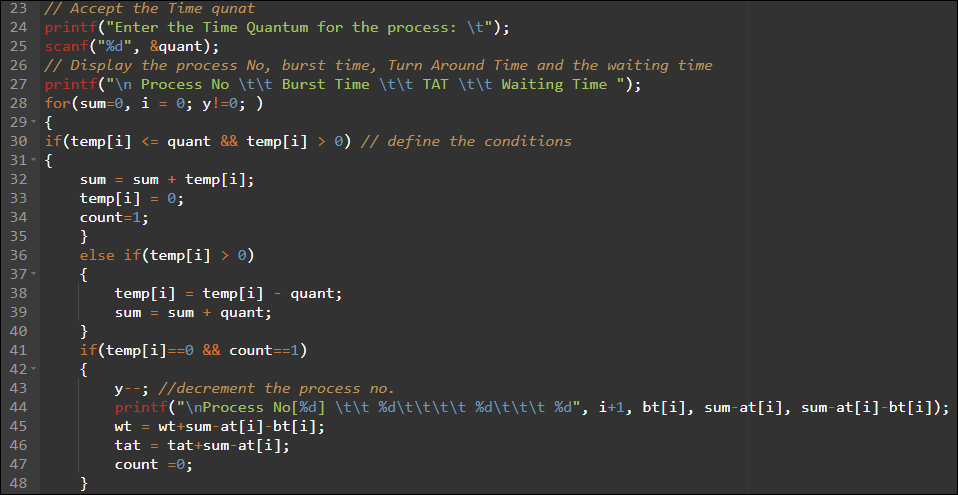 23 // Accept the Time qunat
24 printf("Enter the Time Quantum for the process: \t");
25 scanf("%d", &quant);
26 // Display the process No, burst time, Turn Around Time and the waiting time
27 printf("\n Process No \t\t Burst Time \t\t TAT \t\t Waiting Time ");
28 for(sum=0, i = 0; y!=0; )
29 {
30 if(temp[i] <= quant && temp[i] > 0) // define the conditions
31 {
32     sum = sum + temp[i];
33     temp[i] = 0;
34     count=1;
35     }
36     else if(temp[i] > 0)
37     {
38         temp[i] = temp[i] - quant;
39         sum = sum + quant;
40     }
41     if(temp[i]==0 && count==1)
42     {
43         y--; //decrement the process no.
44         printf("\nProcess No[%d] \t\t %d\t\t\t\t %d\t\t\t %d", i+1, bt[i], sum-at[i], sum-at[i]-bt[i]);
45         wt = wt+sum-at[i]-bt[i];
46         tat = tat+sum-at[i];
47         count =0;
48     }